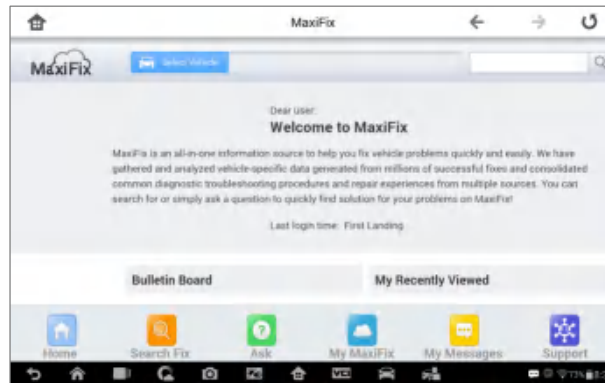 MaxiFix
MaxiFix
Select Vehicle
Dear user:
Welcome to MaxiFix
MaxiFix is an all-in-one information source to help you fix vehicle problems quickly and easily. We have
gathered and analyzed vehicle-specific data generated from millions of successful fixes and consolidated
common diagnostic troubleshooting procedures and repair experiences from multiple sources. You can
search for or simply ask a question to quickly find solution for your problems on MaxiFix!
Last login time: First Landing
Bulletin Board
My Recently Viewed
Home
Search Fix
Ask
My MaxiFix
My Messages
Support
VCI
73%